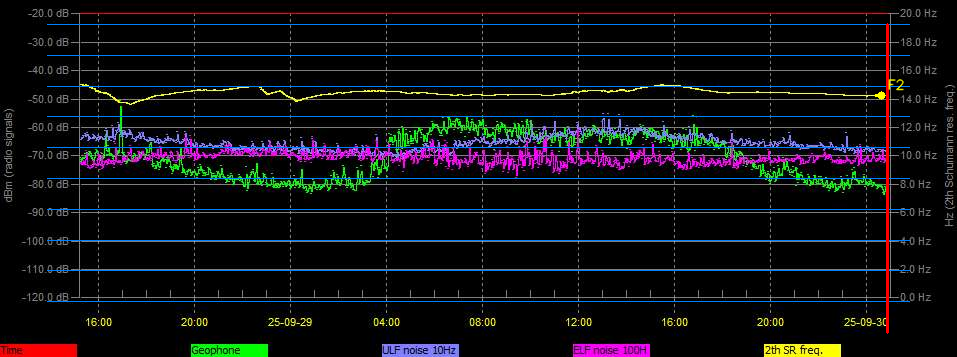 -20.0 dB 20.0 Hz
-30.0 dB 18.0 Hz
-40.0 dB 16.0 Hz
F2
-50.0 dB 14.0 Hz
-60.0 dB 12.0 Hz
-70.0 dB 10.0 Hz
-80.0 dB 8.0 Hz
-90.0 dB 6.0 Hz
-100.0 dB 4.0 Hz
-110.0 dB 2.0 Hz
-120.0 dB 0.0 Hz
dBm (radio signals)
Hz (2th Schumann res. freq.)
16:00 20:00 25-09-29 04:00 08:00 12:00 16:00 20:00 25-09-30
Time Geophone ULF noise 10Hz ELF noise 100H 2th SR freq.